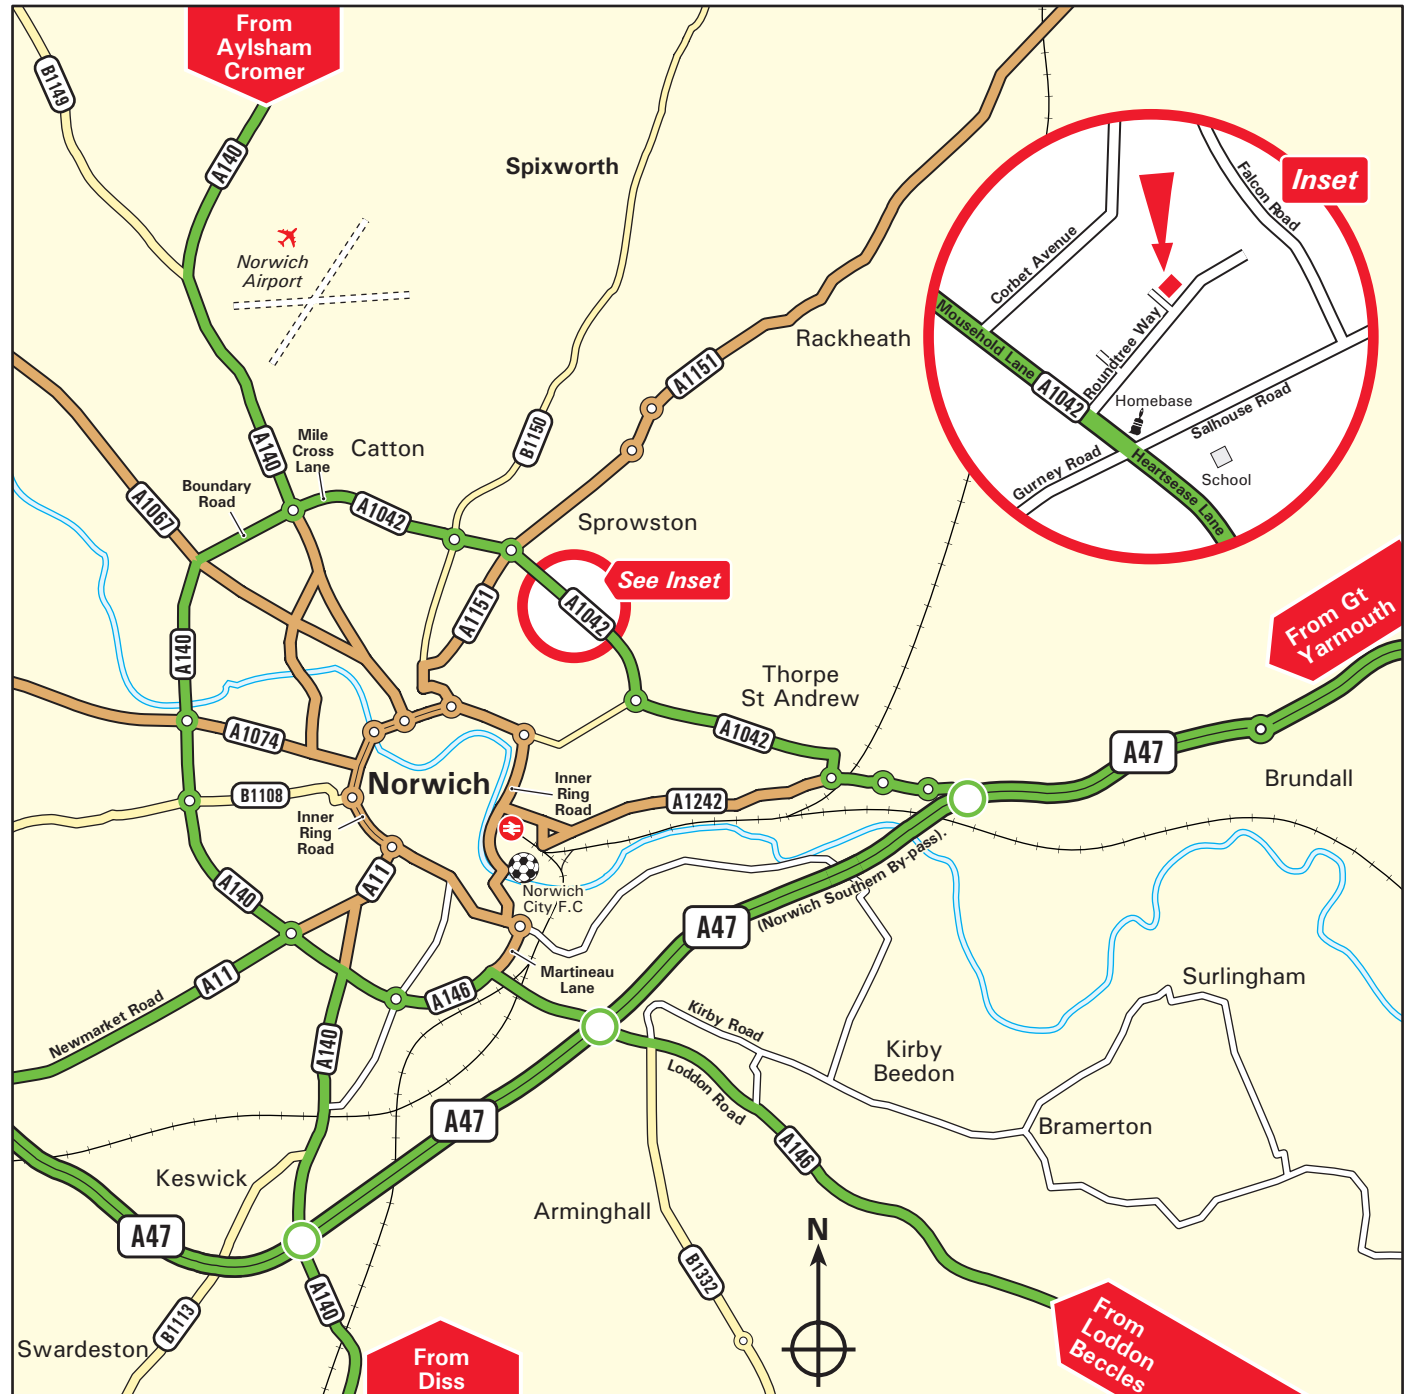 From
Aylsham
Cromer
B1149
A140
Spixworth
Norwich
Airport
Inset
Falcon Road
Corbet Avenue
Mousehold Lane
A1042
Roundtree Way
Homebase
Salhouse Road
Gurney Road
School
Heartsease Lane
Rackheath
A1151
B1150
Mile
Cross
Lane
Catton
A140
Boundary
Road
A1067
A1042
Sprowston
See Inset
A1042
A1151
From Gt
Yarmouth
A140
Thorpe
St Andrew
A1042
A1074
A47
Brundall
Norwich
Inner
Ring
Road
B1108
A1242
Inner
Ring
Road
A11
A140
Norwich
City F.C
A47
(Norwich Southern By-pass).
Newmarket Road
A11
A146
Martineau
Lane
Surlingham
Kirby Road
A140
Kirby
Beedon
Loddon Road
A47
Bramerton
A146
Keswick
Arminghall
A47
N
B1332
A140
B1113
Swardeston
From
Diss
From
Loddon
Beccles